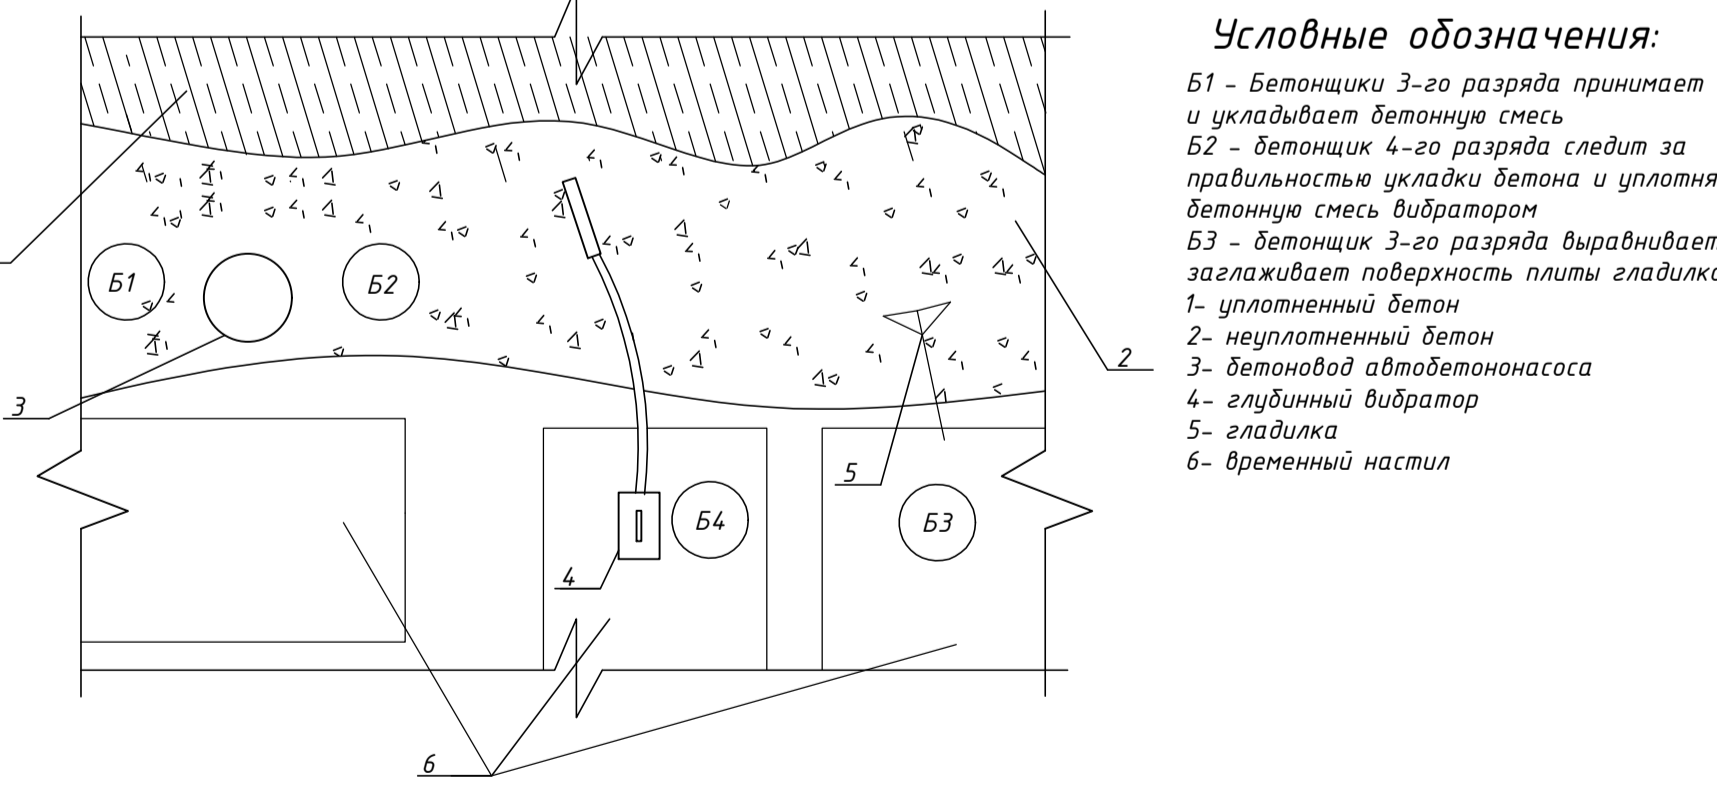 Условные обозначения:
Б1 - Бетонщики 3-го разряда принимает
и укладывает бетонную смесь
Б2 - бетонщик 4-го разряда следит за
правильностью укладки бетона и уплотня
бетонную смесь вибратором
Б3 - бетонщик 3-го разряда выравнивает
заглаживает поверхность плиты гладилко
1- уплотненный бетон
2- неуплотненный бетон
3- бетоновод автобетононасоса
4- глубинный вибратор
5- гладилка
6- временный настил
Б1
Б2
2
3
5
Б4
Б3
4
6